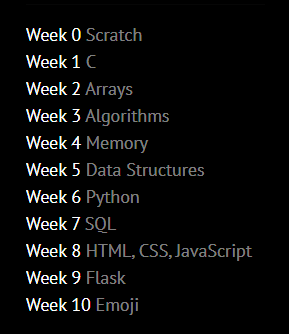 Week 0 Scratch
Week 1 C
Week 2 Arrays
Week 3 Algorithms
Week 4 Memory
Week 5 Data Structures
Week 6 Python
Week 7 SQL
Week 8 HTML, CSS, JavaScript
Week 9 Flask
Week 10 Emoji